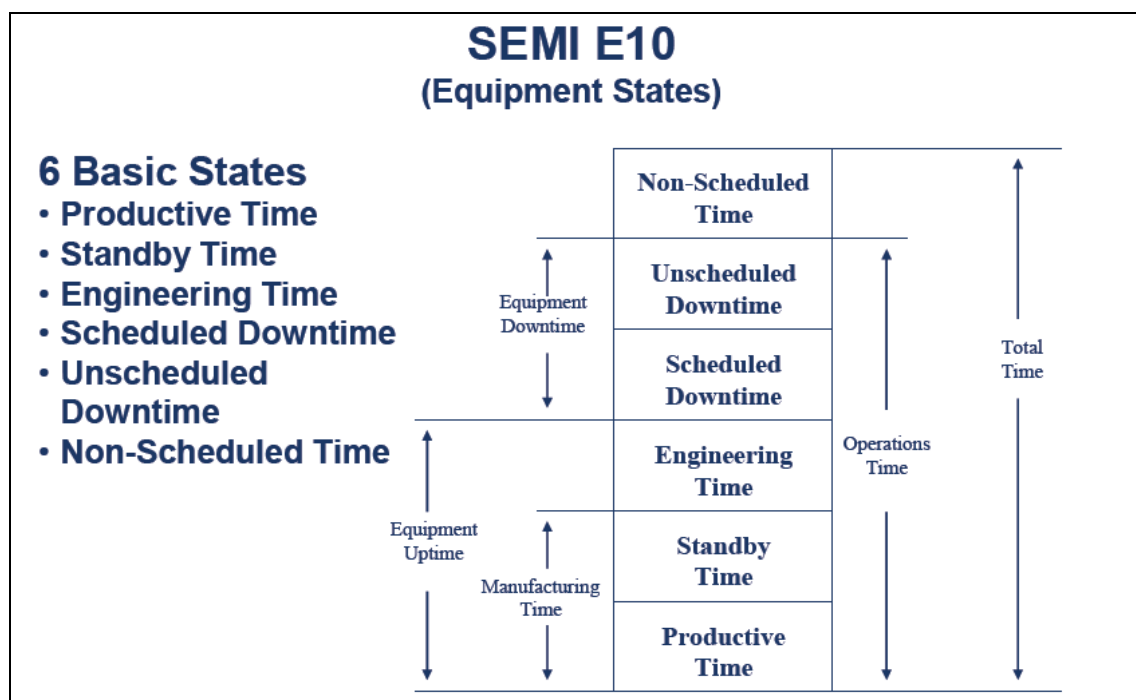 SEMI E10
(Equipment States)
6 Basic States
• Productive Time
• Standby Time
• Engineering Time
• Scheduled Downtime
• Unscheduled
Downtime
• Non-Scheduled Time
Non-Scheduled
Time
Unscheduled
Downtime
Scheduled
Downtime
Engineering
Time
Standby
Time
Productive
Time
Equipment
Downtime
Equipment
Uptime
Manufacturing
Time
Operations
Time
Total
Time